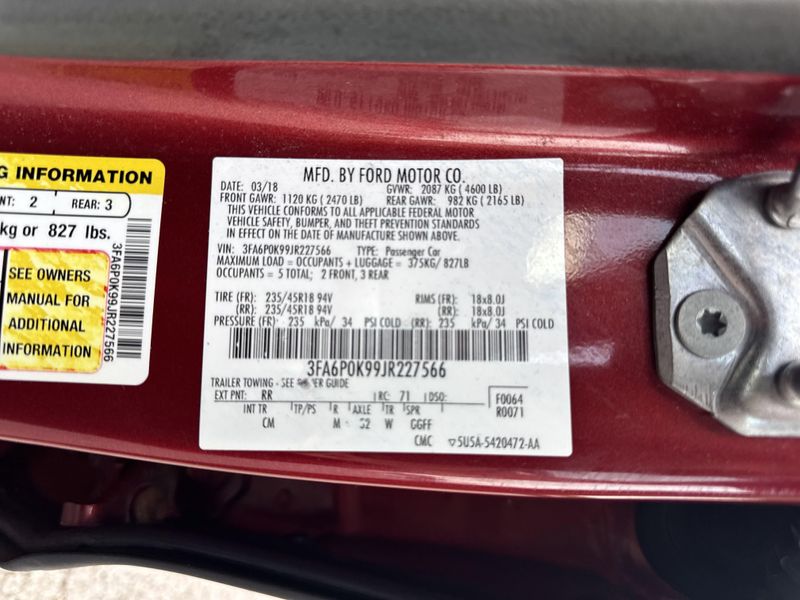 G INFORMATION
NT: 2 REAR: 3
kg or 827 lbs.
SEE OWNERS
MANUAL FOR
ADDITIONAL
INFORMATION
3FA6P0K99JR227566
MFD. BY FORD MOTOR CO.
DATE: 03/18 GVWR: 2087 KG ( 4600 LB)
FRONT GAWR: 1120 KG ( 2470 LB) REAR GAWR: 982 KG ( 2165 LB)
THIS VEHICLE CONFORMS TO ALL APPLICABLE FEDERAL MOTOR
VEHICLE SAFETY, BUMPER, AND THEFT PREVENTION STANDARDS
IN EFFECT ON THE DATE OF MANUFACTURE SHOWN ABOVE.
VIN: 3FA6P0K99JR227566 TYPE: Passenger Car
MAXIMUM LOAD = OCCUPANTS + LUGGAGE = 375KG/ 827LB
OCCUPANTS = 5 TOTAL; 2 FRONT, 3 REAR
TIRE (FR): 235/45R18 94V RIMS (FR): 18x8.0J
(RR): 235/45R18 94V (RR): 18x8.0J
PRESSURE (FR): 235 kPa/ 34 PSI COLD (RR): 235 kPa/ 34 PSI COLD
3FA6P0K99JR227566
TRAILER TOWING - SEE GUIDE
EXT PNT: RR RC: 71 DSO: F0064
INT TR TP/PS R AXLE TR SPR R0071
CM M W GGFF
CMC ▽5U5A-5420472-AA